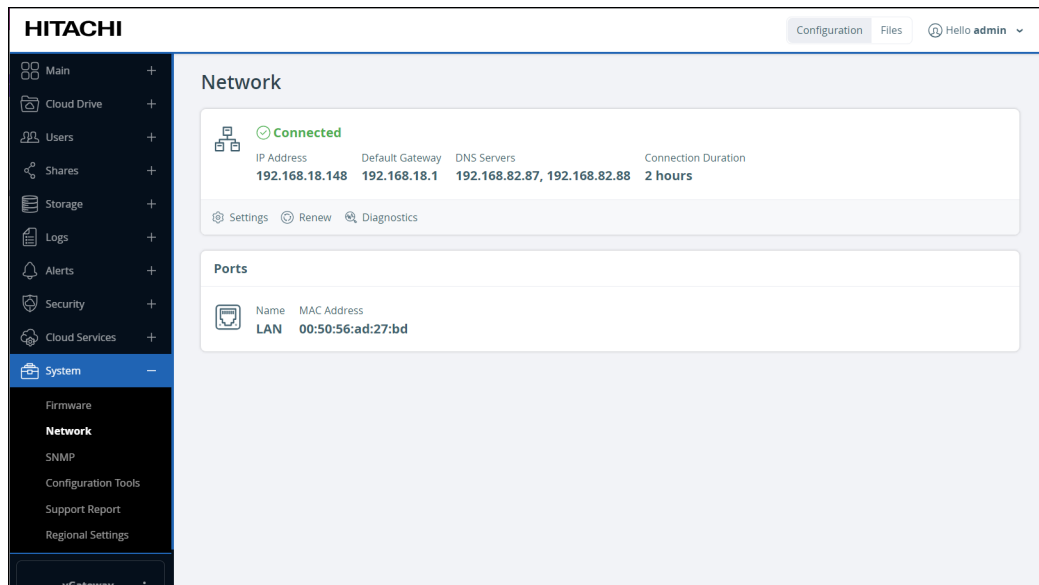 HITACHI
Configuration Files Hello admin
Main
Cloud Drive
Users
Shares
Storage
Logs
Alerts
Security
Cloud Services
System
Firmware
Network
SNMP
Configuration Tools
Support Report
Regional Settings
Network
Connected
IP Address Default Gateway DNS Servers Connection Duration
192.168.18.148 192.168.18.1 192.168.82.87, 192.168.82.88 2 hours
Settings Renew Diagnostics
Ports
Name MAC Address
LAN 00:50:56:ad:27:bd